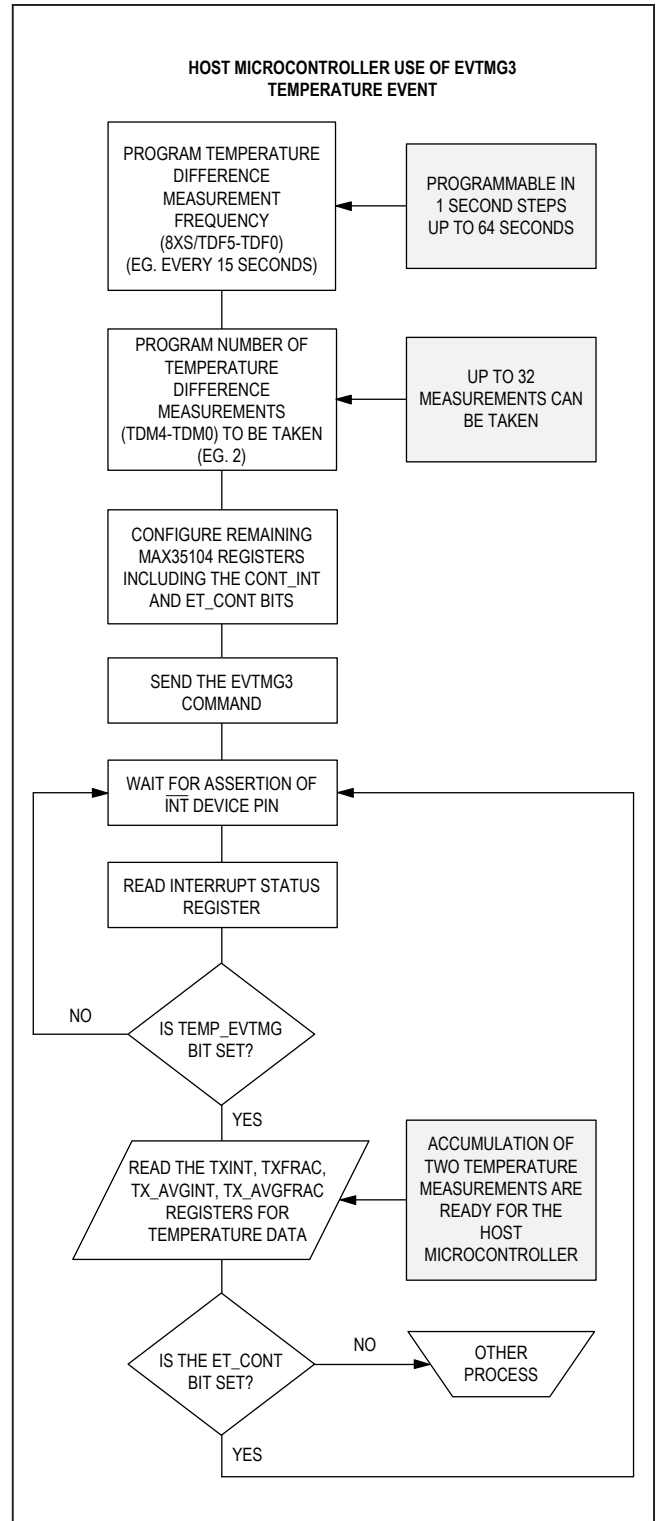 HOST MICROCONTROLLER USE OF EVTMG3
TEMPERATURE EVENT
PROGRAM TEMPERATURE
DIFFERENCE
MEASUREMENT
FREQUENCY
(8XS/TDF5-TDF0)
(EG. EVERY 15 SECONDS)
PROGRAMMABLE IN
1 SECOND STEPS
UP TO 64 SECONDS
PROGRAM NUMBER OF
TEMPERATURE
DIFFERENCE
MEASUREMENTS
(TDM4-TDM0) TO BE TAKEN
(EG. 2)
UP TO 32
MEASUREMENTS CAN
BE TAKEN
CONFIGURE REMAINING
MAX35104 REGISTERS
INCLUDING THE CONT_INT
AND ET_CONT BITS
SEND THE EVTMG3
COMMAND
WAIT FOR ASSERTION OF
INT DEVICE PIN
READ INTERRUPT STATUS
REGISTER
NO
IS TEMP_EVTMG
BIT SET?
YES
READ THE TXINT, TXFRAC,
TX_AVGINT, TX_AVGFRAC
REGISTERS FOR
TEMPERATURE DATA
ACCUMULATION OF
TWO TEMPERATURE
MEASUREMENTS ARE
READY FOR THE
HOST
MICROCONTROLLER
IS THE ET_CONT
BIT SET?
NO
OTHER
PROCESS
YES